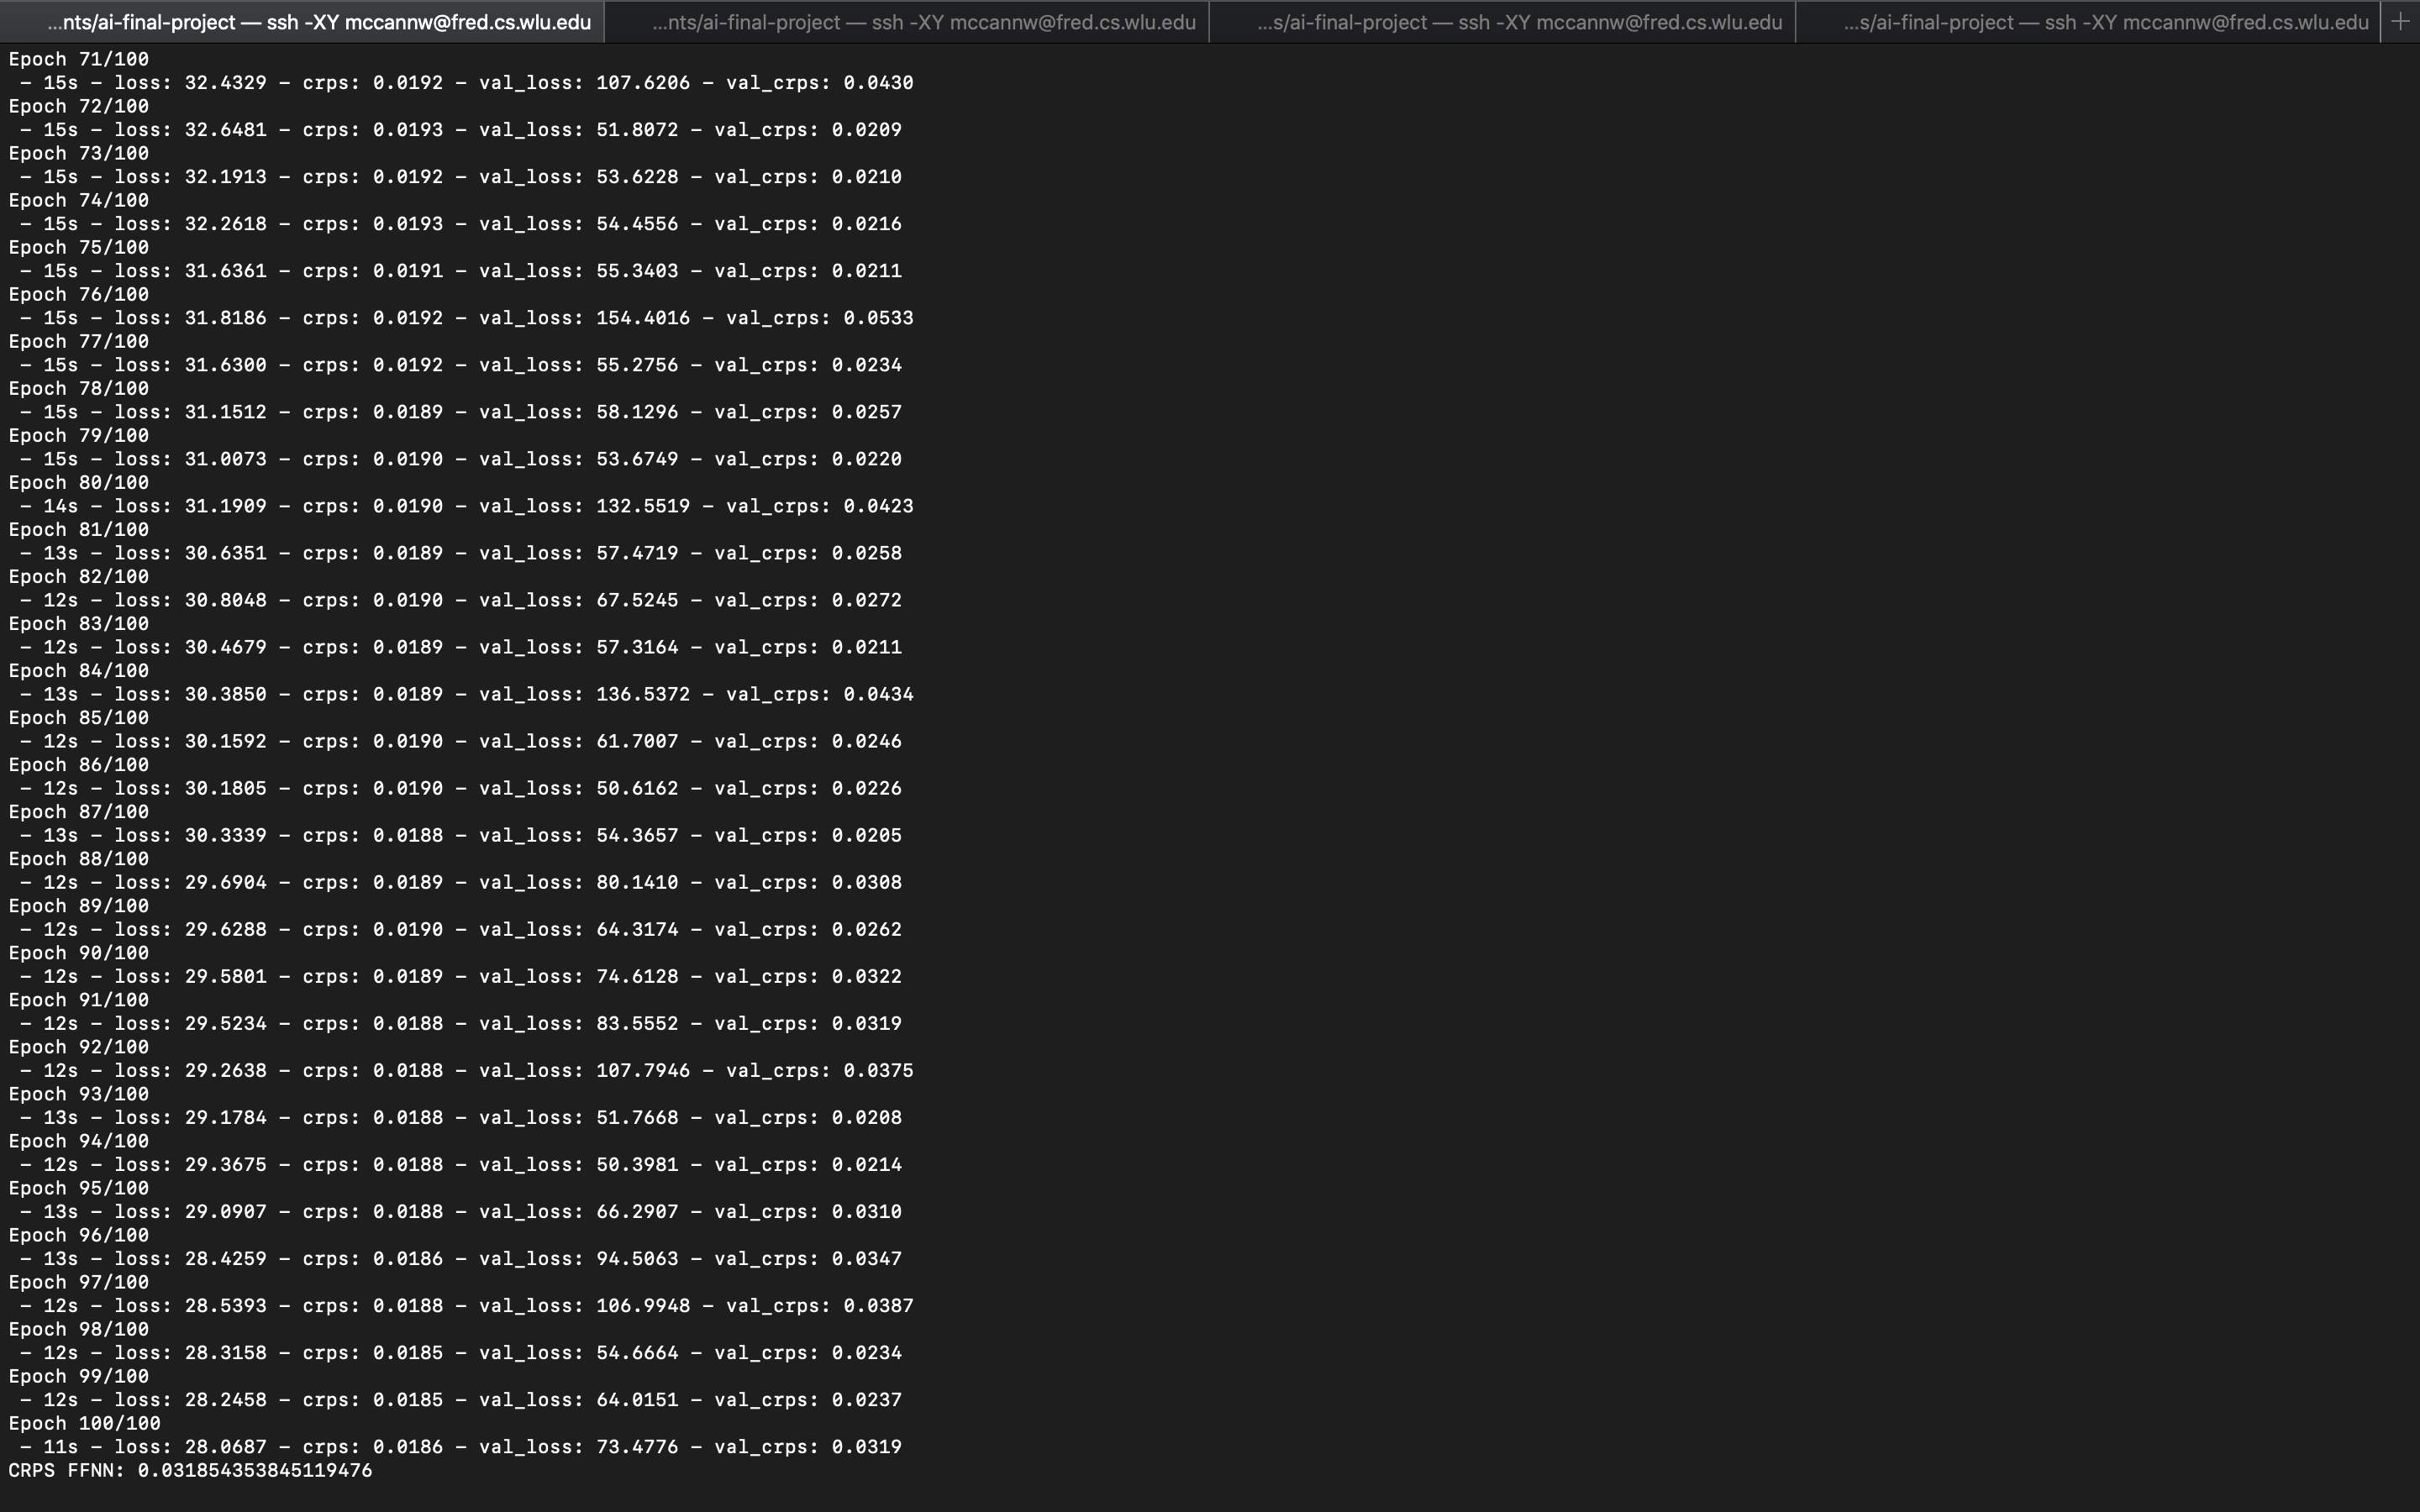 ...nts/ai-final-project — ssh -XY mccannw@fred.cs.wlu.edu
...nts/ai-final-project — ssh -XY mccannw@fred.cs.wlu.edu
...s/ai-final-project — ssh -XY mccannw@fred.cs.wlu.edu
...s/ai-final-project — ssh -XY mccannw@fred.cs.wlu.edu
+
Epoch 71/100
- 15s - loss: 32.4329 - crps: 0.0192 - val_loss: 107.6206 - val_crps: 0.0430
Epoch 72/100
- 15s - loss: 32.6481 - crps: 0.0193 - val_loss: 51.8072 - val_crps: 0.0209
Epoch 73/100
- 15s - loss: 32.1913 - crps: 0.0192 - val_loss: 53.6228 - val_crps: 0.0210
Epoch 74/100
- 15s - loss: 32.2618 - crps: 0.0193 - val_loss: 54.4556 - val_crps: 0.0216
Epoch 75/100
- 15s - loss: 31.6361 - crps: 0.0191 - val_loss: 55.3403 - val_crps: 0.0211
Epoch 76/100
- 15s - loss: 31.8186 - crps: 0.0192 - val_loss: 154.4016 - val_crps: 0.0533
Epoch 77/100
- 15s - loss: 31.6300 - crps: 0.0192 - val_loss: 55.2756 - val_crps: 0.0234
Epoch 78/100
- 15s - loss: 31.1512 - crps: 0.0189 - val_loss: 58.1296 - val_crps: 0.0257
Epoch 79/100
- 15s - loss: 31.0073 - crps: 0.0190 - val_loss: 53.6749 - val_crps: 0.0220
Epoch 80/100
- 14s - loss: 31.1909 - crps: 0.0190 - val_loss: 132.5519 - val_crps: 0.0423
Epoch 81/100
- 13s - loss: 30.6351 - crps: 0.0189 - val_loss: 57.4719 - val_crps: 0.0258
Epoch 82/100
- 12s - loss: 30.8048 - crps: 0.0190 - val_loss: 67.5245 - val_crps: 0.0272
Epoch 83/100
- 12s - loss: 30.4679 - crps: 0.0189 - val_loss: 57.3164 - val_crps: 0.0211
Epoch 84/100
- 13s - loss: 30.3850 - crps: 0.0189 - val_loss: 136.5372 - val_crps: 0.0434
Epoch 85/100
- 12s - loss: 30.1592 - crps: 0.0190 - val_loss: 61.7007 - val_crps: 0.0246
Epoch 86/100
- 12s - loss: 30.1805 - crps: 0.0190 - val_loss: 50.6162 - val_crps: 0.0226
Epoch 87/100
- 13s - loss: 30.3339 - crps: 0.0188 - val_loss: 54.3657 - val_crps: 0.0205
Epoch 88/100
- 12s - loss: 29.6904 - crps: 0.0189 - val_loss: 80.1410 - val_crps: 0.0308
Epoch 89/100
- 12s - loss: 29.6288 - crps: 0.0190 - val_loss: 64.3174 - val_crps: 0.0262
Epoch 90/100
- 12s - loss: 29.5801 - crps: 0.0189 - val_loss: 74.6128 - val_crps: 0.0322
Epoch 91/100
- 12s - loss: 29.5234 - crps: 0.0188 - val_loss: 83.5552 - val_crps: 0.0319
Epoch 92/100
- 12s - loss: 29.2638 - crps: 0.0188 - val_loss: 107.7946 - val_crps: 0.0375
Epoch 93/100
- 13s - loss: 29.1784 - crps: 0.0188 - val_loss: 51.7668 - val_crps: 0.0208
Epoch 94/100
- 12s - loss: 29.3675 - crps: 0.0188 - val_loss: 50.3981 - val_crps: 0.0214
Epoch 95/100
- 13s - loss: 29.0907 - crps: 0.0188 - val_loss: 66.2907 - val_crps: 0.0310
Epoch 96/100
- 13s - loss: 28.4259 - crps: 0.0186 - val_loss: 94.5063 - val_crps: 0.0347
Epoch 97/100
- 12s - loss: 28.5393 - crps: 0.0188 - val_loss: 106.9948 - val_crps: 0.0387
Epoch 98/100
- 12s - loss: 28.3158 - crps: 0.0185 - val_loss: 54.6664 - val_crps: 0.0234
Epoch 99/100
- 12s - loss: 28.2458 - crps: 0.0185 - val_loss: 64.0151 - val_crps: 0.0237
Epoch 100/100
- 11s - loss: 28.0687 - crps: 0.0186 - val_loss: 73.4776 - val_crps: 0.0319
CRPS FFNN: 0.031854353845119476